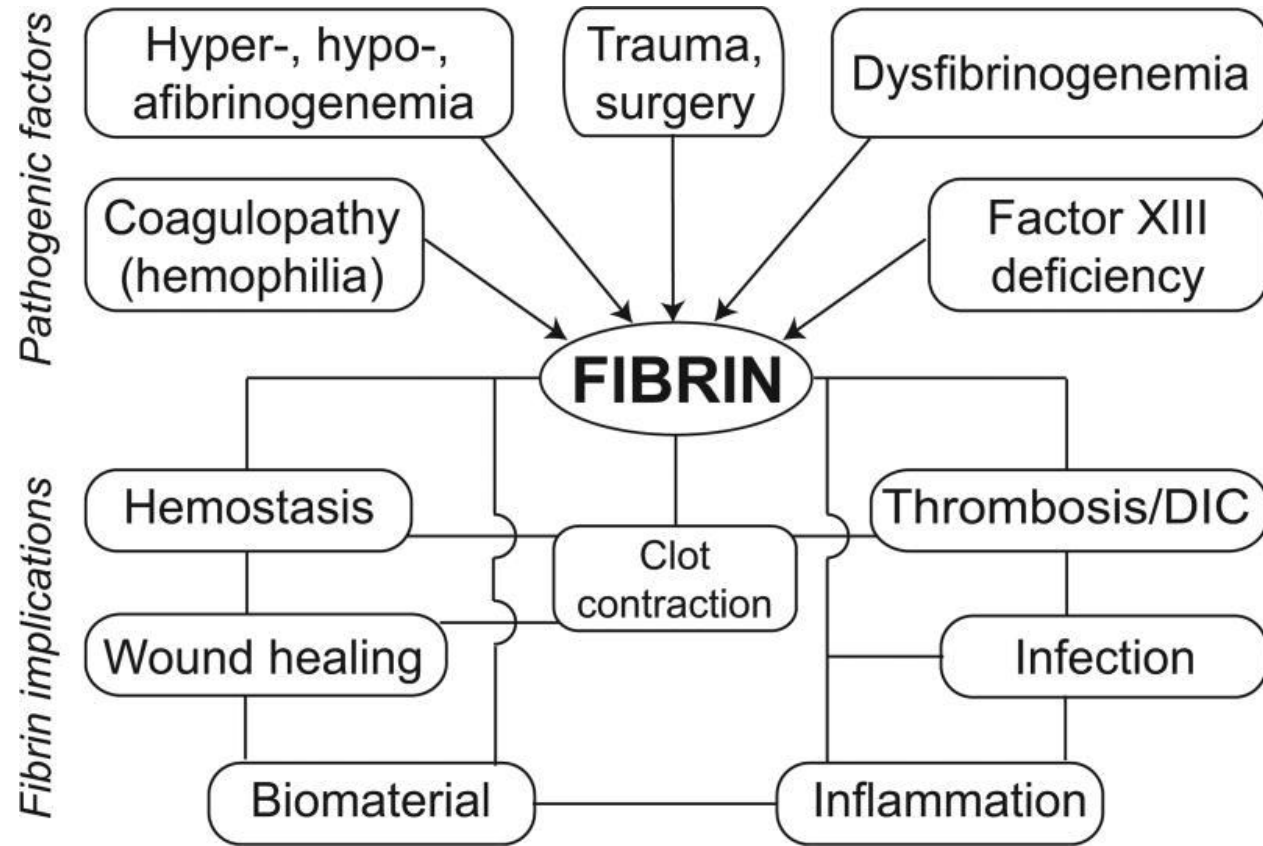 Pathogenic factors
Hyper-, hypo-,
afibrinogenemia
Trauma,
surgery
Dysfibrinogenemia
Coagulopathy
(hemophilia)
Factor XIII
deficiency
FIBRIN
Fibrin implications
Hemostasis
Clot
contraction
Thrombosis/DIC
Wound healing
Infection
Biomaterial
Inflammation